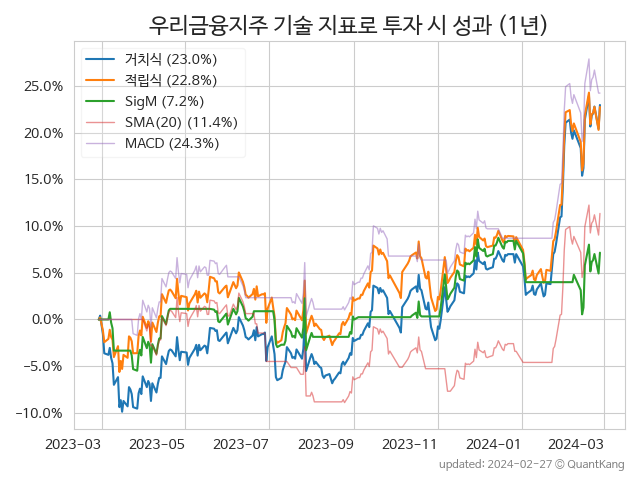 우리금융지주 기술 지표로 투자 시 성과 (1년)
거치식 (23.0%)
적립식 (22.8%)
SigM (7.2%)
SMA(20) (11.4%)
MACD (24.3%)
25.0%
20.0%
15.0%
10.0%
5.0%
0.0%
−5.0%
−10.0%
2023-03 2023-05 2023-07 2023-09 2023-11 2024-01 2024-03
updated: 2024-02-27 © QuantKang